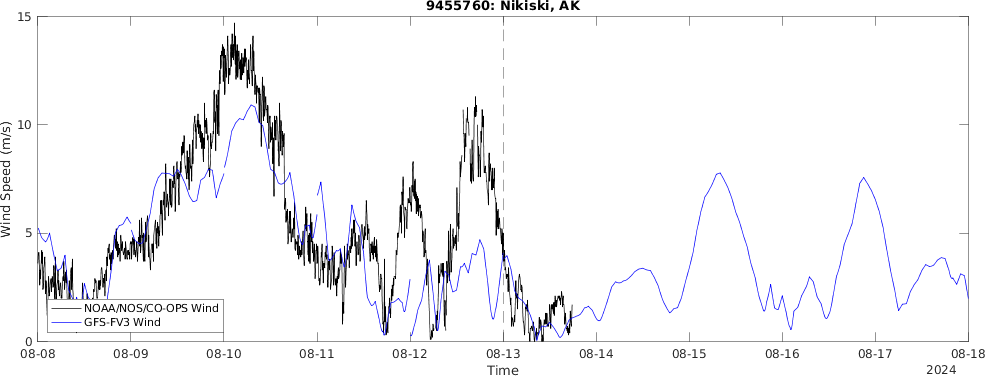 9455760: Nikiski, AK
15
10
5
0
Wind Speed (m/s)
NOAA/NOS/CO-OPS Wind
GFS-FV3 Wind
08-08 08-09 08-10 08-11 08-12 08-13 08-14 08-15 08-16 08-17 08-18
Time
2024